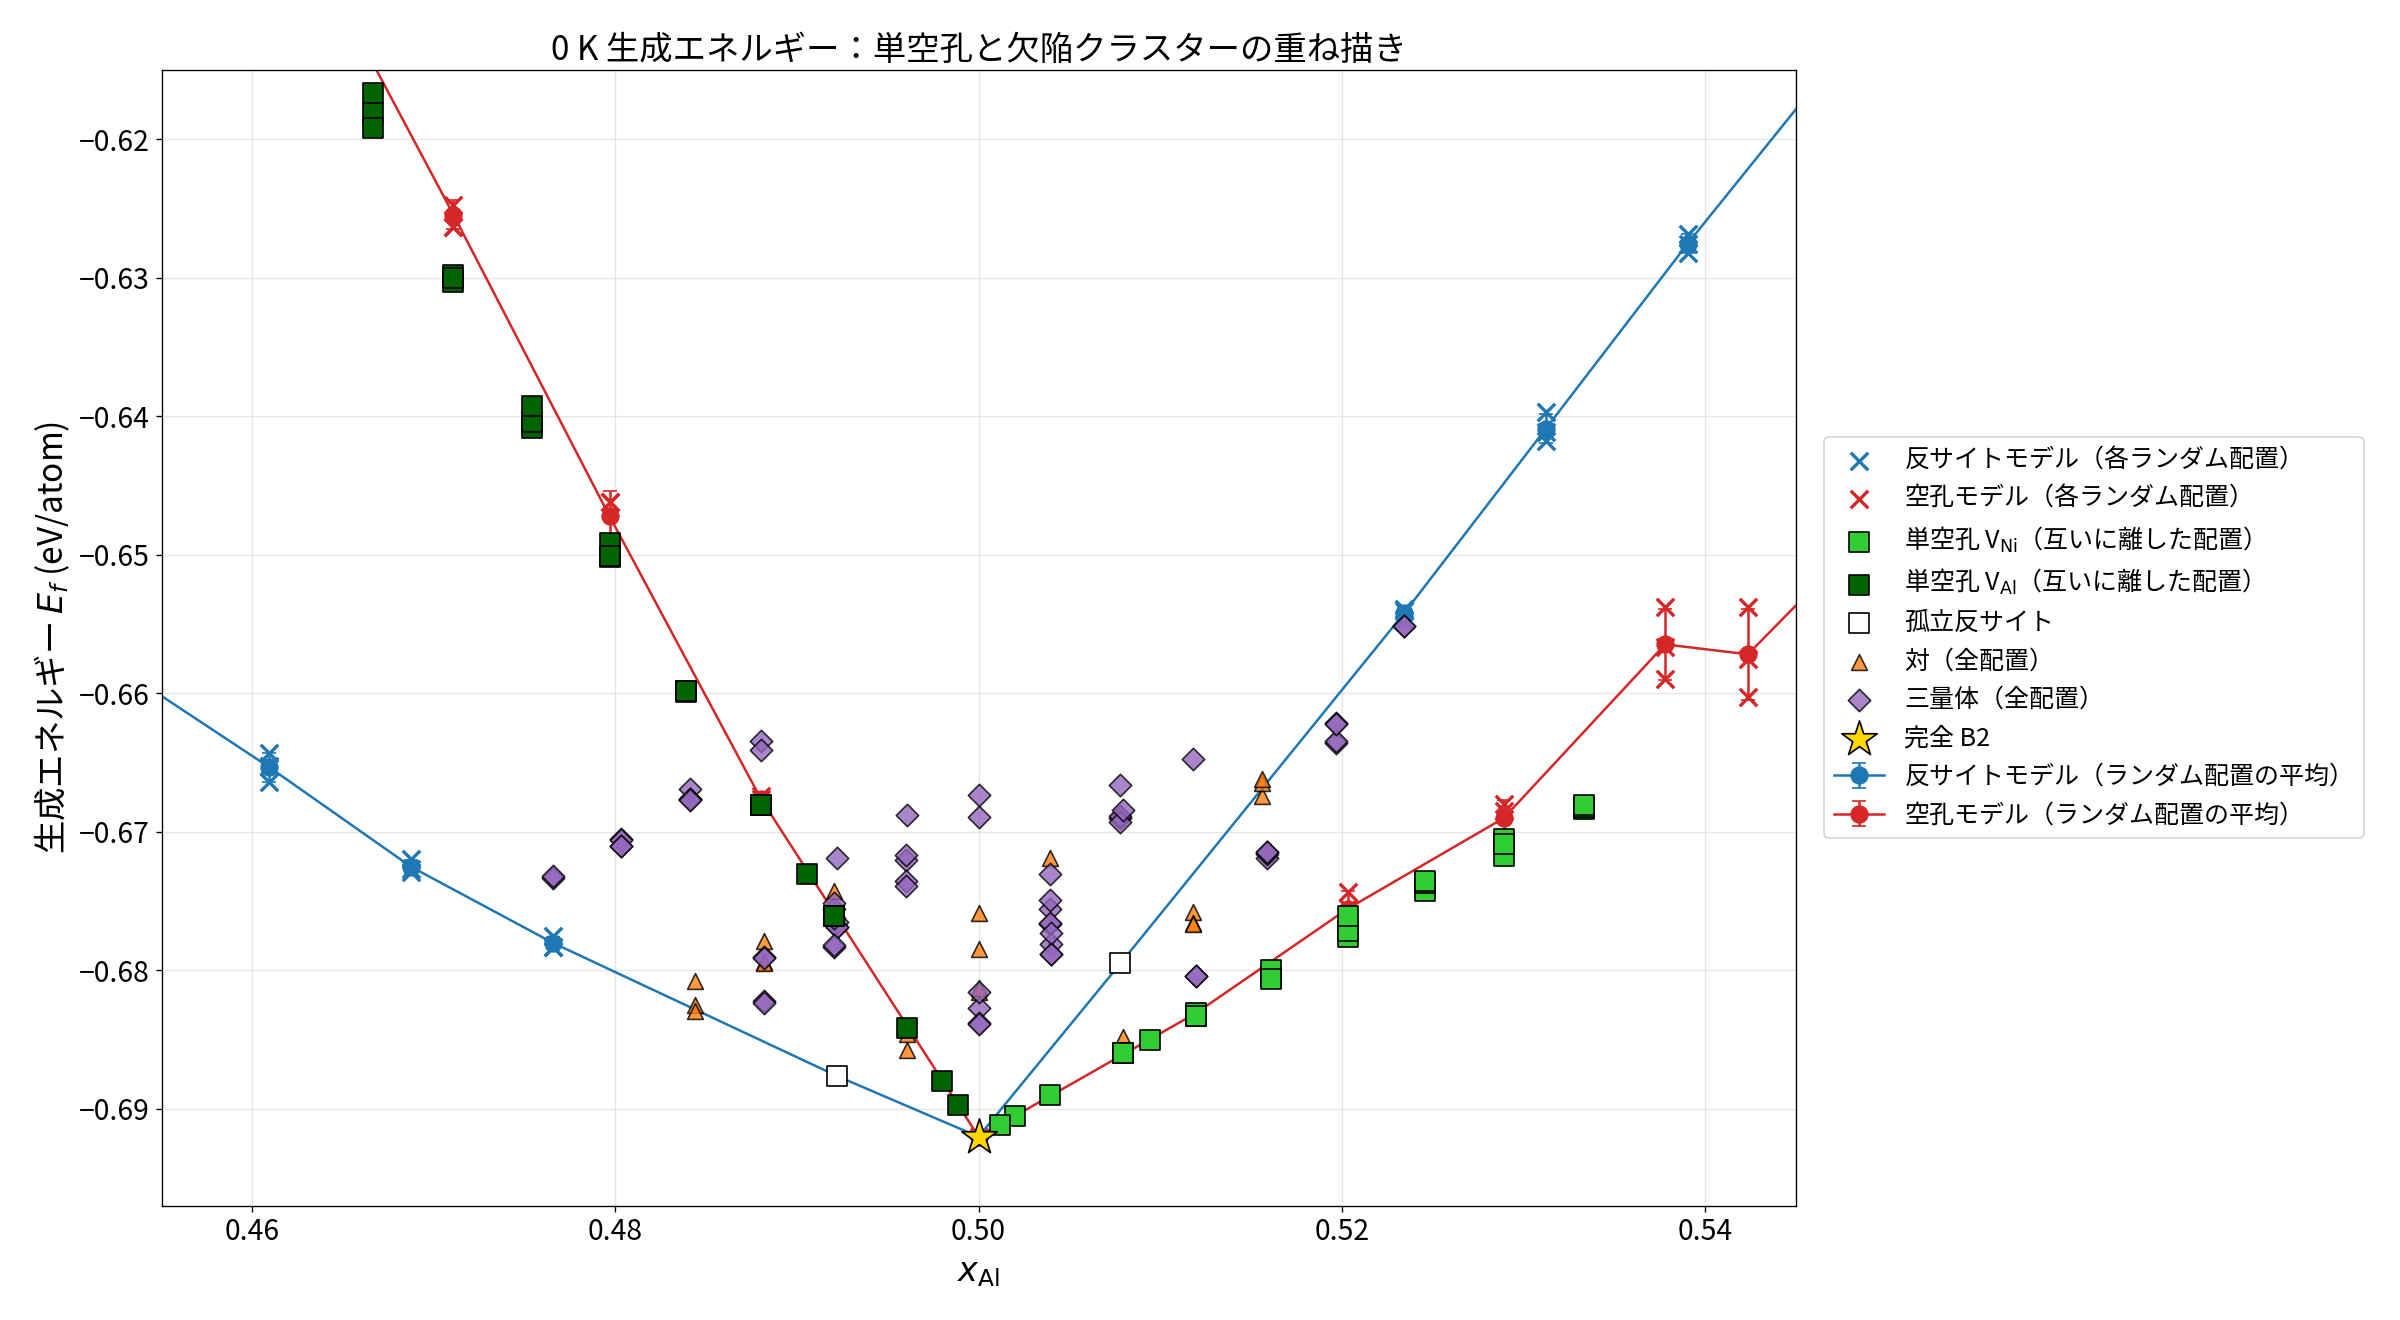 0 K 生成エネルギー：単空孔と欠陥クラスターの重ね描き
生成エネルギー E_f (eV/atom)
−0.62
−0.63
−0.64
−0.65
−0.66
−0.67
−0.68
−0.69
0.46
0.48
0.50
0.52
0.54
x_Al
反サイトモデル（各ランダム配置）
空孔モデル（各ランダム配置）
単空孔 V_Ni（互いに離した配置）
単空孔 V_Al（互いに離した配置）
孤立反サイト
対（全配置）
三量体（全配置）
完全 B2
反サイトモデル（ランダム配置の平均）
空孔モデル（ランダム配置の平均）